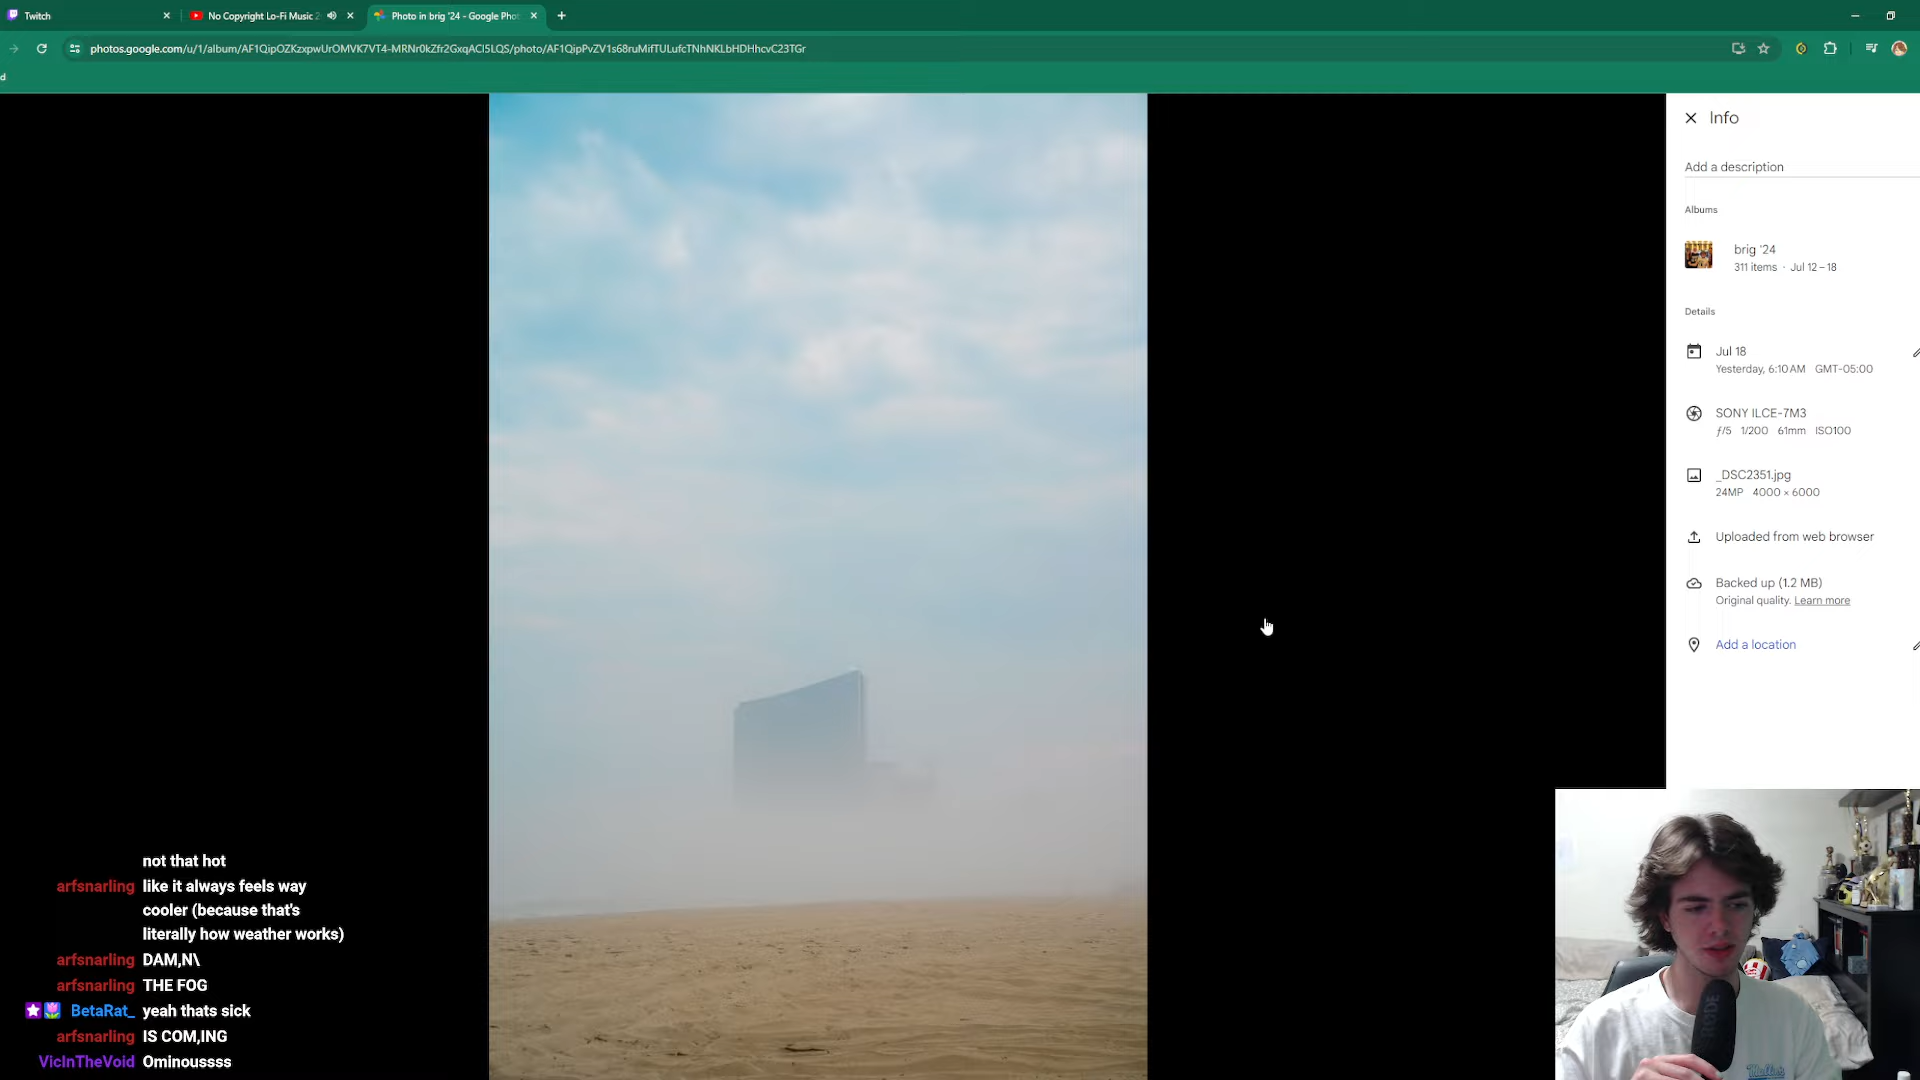 Twitch
No Copyright Lo-Fi Music 2
Photo in brig '24 - Google Phot
photos.google.com/u/1/album/AF1QipOZKzxpwUrOMVK7VT4-MRNr0kZfr2GxqACl5LQS/photo/AF1QipPvZV1s68ruMifTULufcTNhNKLbHDHhcvC23TGr
d
Info
Add a description
Albums
brig '24
311 items · Jul 12 – 18
Details
Jul 18
Yesterday, 6:10 AM GMT-05:00
SONY ILCE-7M3
ƒ/5 1/200 61mm ISO100
_DSC2351.jpg
24MP 4000 × 6000
Uploaded from web browser
Backed up (1.2 MB)
Original quality. Learn more
Add a location
not that hot
arfsnarling like it always feels way
cooler (because that's
literally how weather works)
arfsnarling DAM,N\
arfsnarling THE FOG
BetaRat_ yeah thats sick
arfsnarling IS COM,ING
VicInTheVoid Ominoussss
RODE